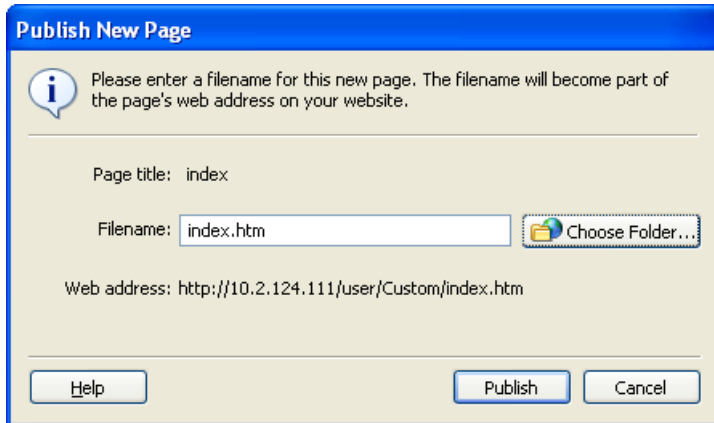 Publish New Page
Please enter a filename for this new page. The filename will become part of
the page's web address on your website.
Page title: index
Filename: index.htm Choose Folder...
Web address: http://10.2.124.111/user/Custom/index.htm
Help Publish Cancel